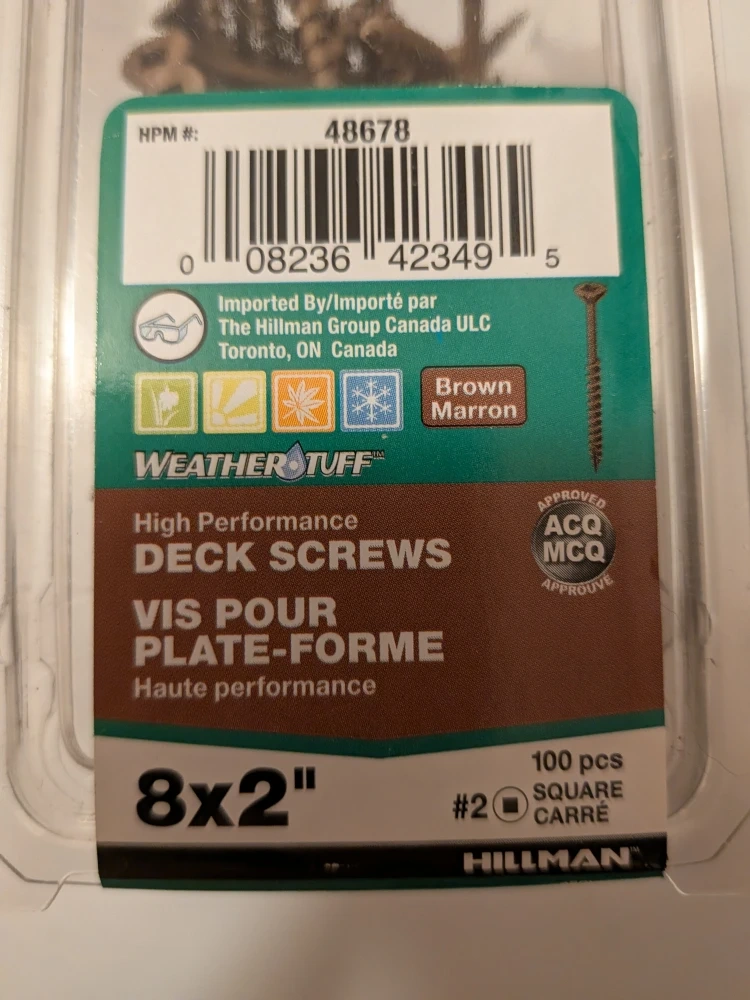 HPM #: 48678
0 08236 42349 5
Imported By/Importé par
The Hillman Group Canada ULC
Toronto, ON Canada
Brown
Marron
WEATHERTUFF™
High Performance
DECK SCREWS
APPROVED
ACQ
MCQ
APPROUVÉ
VIS POUR
PLATE-FORME
Haute performance
8x2"
100 pcs
#2 SQUARE
CARRÉ
HILLMAN™